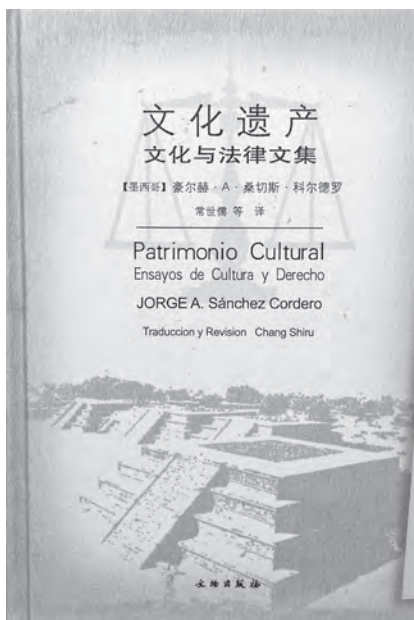 文化遗产
文化与法律文集
【墨西哥】豪尔赫·A·桑切斯·科尔德罗
常世儒 等 译
Patrimonio Cultural
Ensayos de Cultura y Derecho
JORGE A. Sánchez Cordero
Traduccion y Revision Chang Shiru
文物出版社